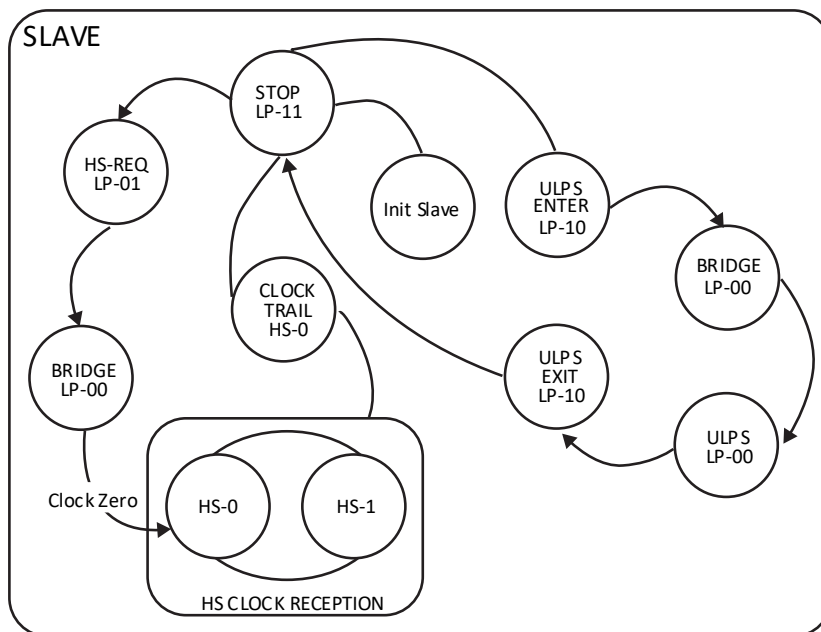 SLAVE
STOP
LP-11
HS-REQ
LP-01
Init Slave
ULPS
ENTER
LP-10
BRIDGE
LP-00
CLOCK
TRAIL
HS-0
BRIDGE
LP-00
ULPS
EXIT
LP-10
ULPS
LP-00
Clock Zero
HS-0
HS-1
HS CLOCK RECEPTION